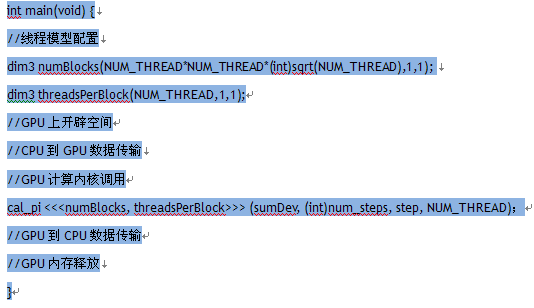 int main(void) {
//线程模型配置
dim3 numBlocks(NUM_THREAD*NUM_THREAD*(int)sqrt(NUM_THREAD),1,1);
dim3 threadsPerBlock(NUM_THREAD,1,1);
//GPU 上开辟空间
//CPU 到 GPU 数据传输
//GPU 计算内核调用
cal_pi <<<numBlocks, threadsPerBlock>>> (sumDev, (int)num_steps, step, NUM_THREAD);
//GPU 到 CPU 数据传输
//GPU 内存释放
}